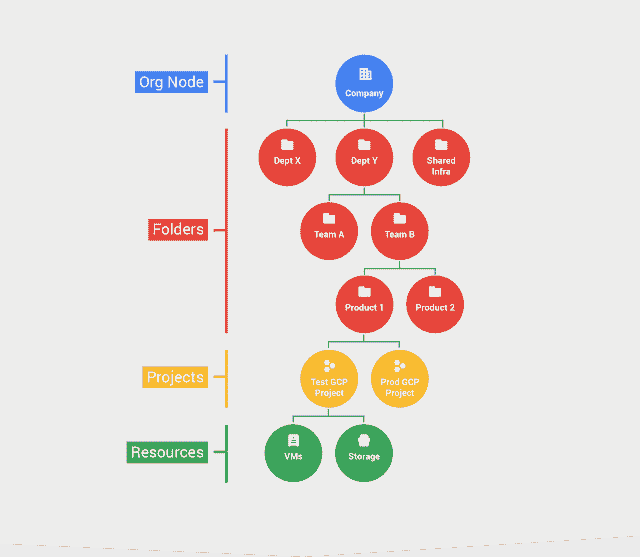 Org Node
Company
Dept X
Dept Y
Shared
Infra
Folders
Team A
Team B
Product 1
Product 2
Projects
Test GCP
Project
Prod GCP
Project
Resources
VMs
Storage